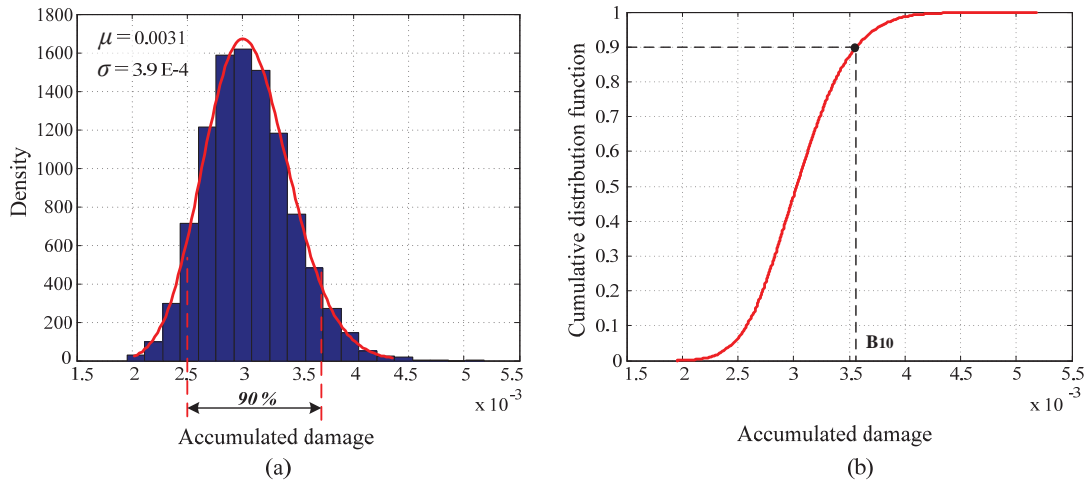 1800
1600
1400
1200
1000
800
600
400
200
0
Density
μ = 0.0031
σ = 3.9 E-4
1.5 2 2.5 3 3.5 4 4.5 5 5.5
x 10⁻³
90 %
Accumulated damage
(a)
1
0.9
0.8
0.7
0.6
0.5
0.4
0.3
0.2
0.1
0
Cumulative distribution function
B10
1.5 2 2.5 3 3.5 4 4.5 5 5.5
x 10⁻³
Accumulated damage
(b)